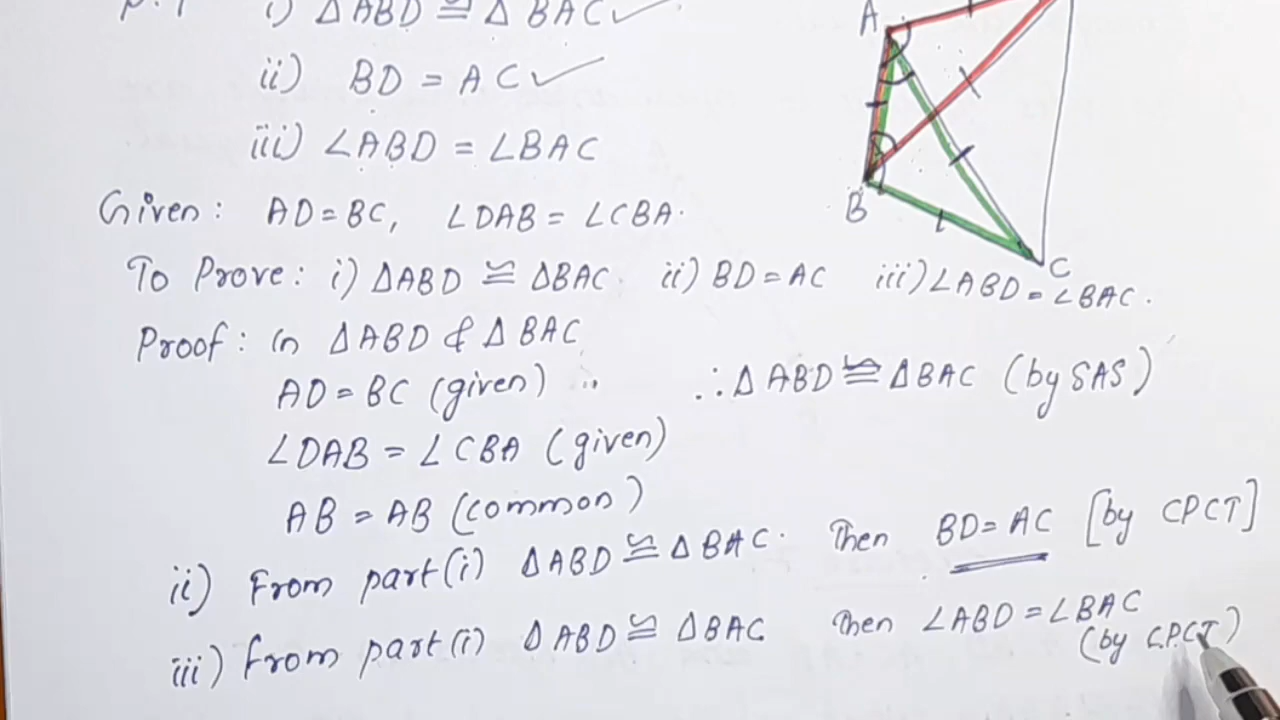 i) ΔABD ≅ ΔBAC ✓
ii) BD = AC ✓
iii) ∠ABD = ∠BAC
A
B
C
Given: AD = BC, ∠DAB = ∠CBA.
To Prove: i) ΔABD ≅ ΔBAC. ii) BD = AC iii) ∠ABD = ∠BAC.
Proof: in ΔABD & ΔBAC
AD = BC (given)
∠DAB = ∠CBA (given)
AB = AB (common)
∴ ΔABD ≅ ΔBAC (by SAS)
ii) From part(i) ΔABD ≅ ΔBAC. Then BD = AC [by CPCT]
iii) From part(i) ΔABD ≅ ΔBAC Then ∠ABD = ∠BAC
(by CPCT)